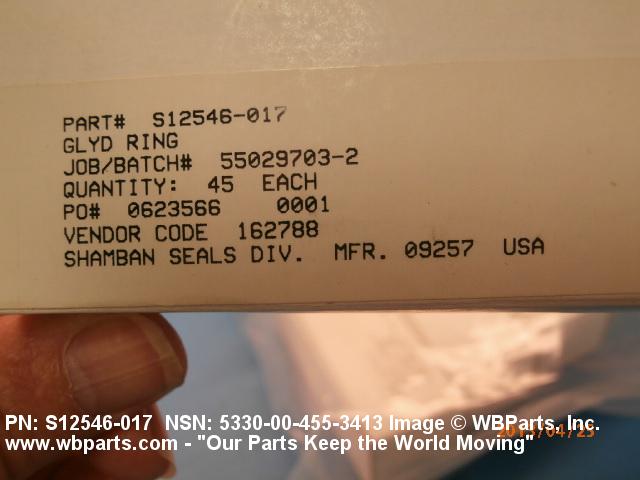 PART# S12546-017
GLYD RING
JOB/BATCH# 55029703-2
QUANTITY: 45 EACH
PO# 0623566 0001
VENDOR CODE 162788
SHAMBAN SEALS DIV. MFR. 09257 USA
PN: S12546-017 NSN: 5330-00-455-3413 Image © WBParts, Inc.
www.wbparts.com - "Our Parts Keep the World Moving"